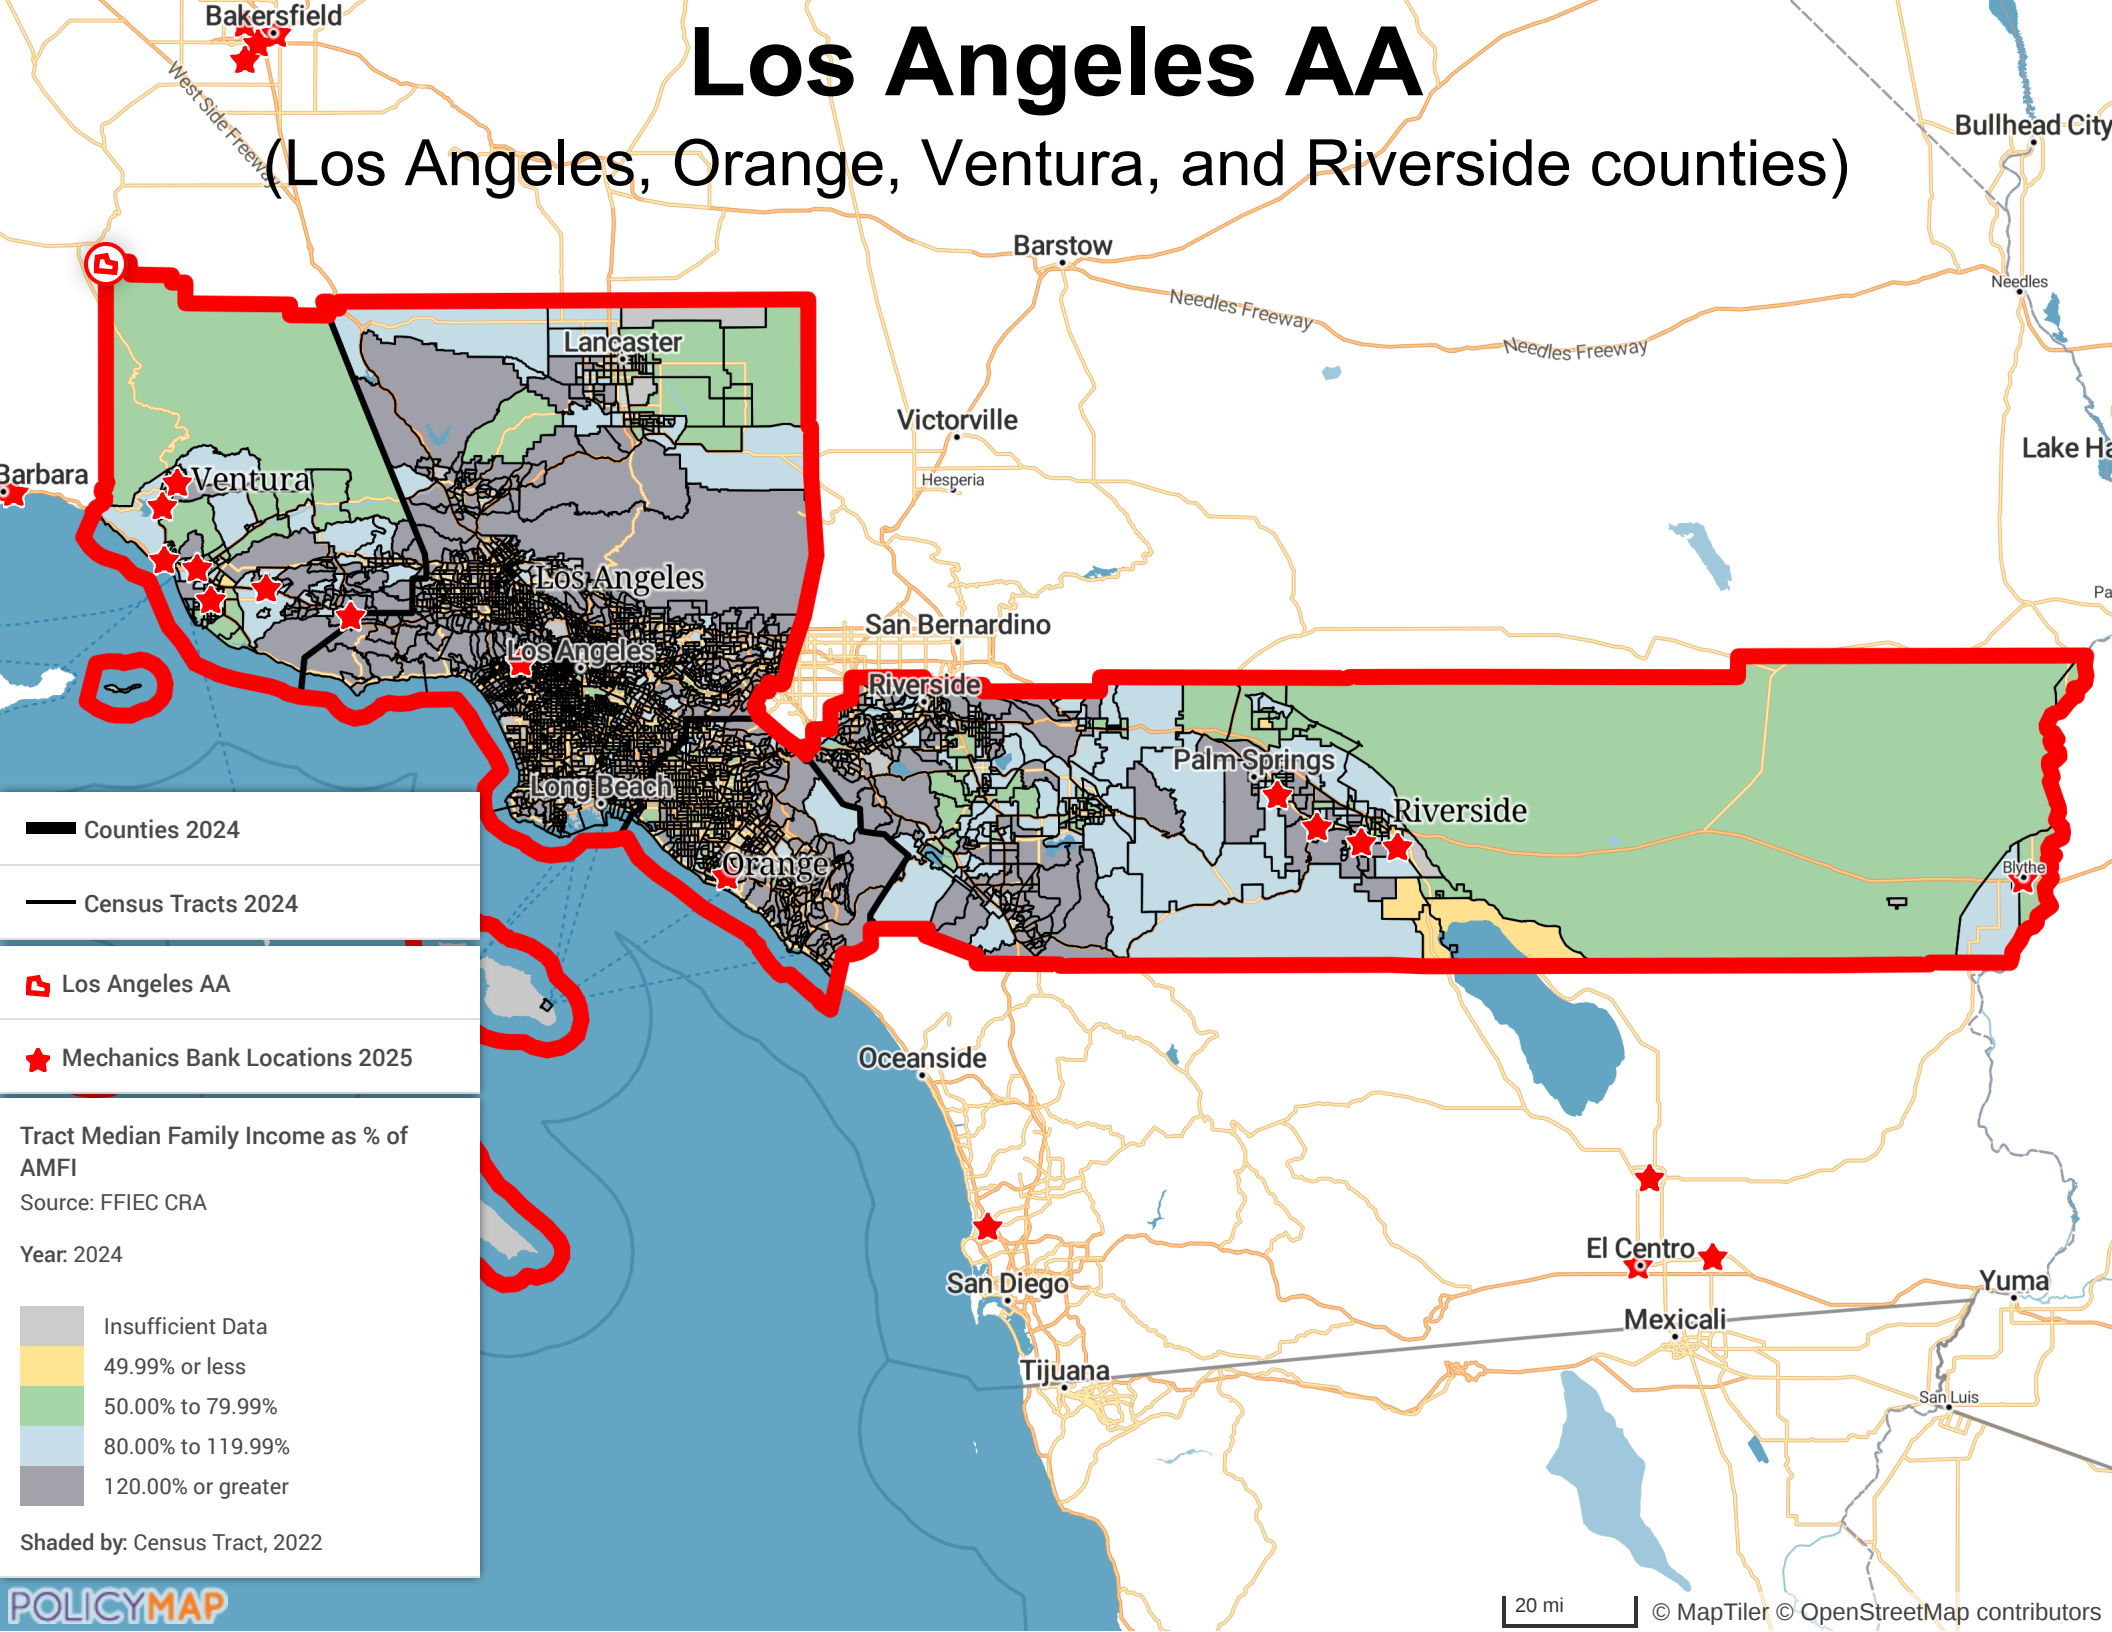 Los Angeles AA
(Los Angeles, Orange, Ventura, and Riverside counties)
Bakersfield
West Side Freeway
Bullhead City
Barstow
Needles Freeway
Needles Freeway
Needles
Lancaster
Victorville
Hesperia
Lake Ha
Barbara
Ventura
Los Angeles
Los Angeles
San Bernardino
Pa
Riverside
Palm Springs
Riverside
Long Beach
Orange
Blythe
Oceanside
San Diego
El Centro
Yuma
Mexicali
Tijuana
San Luis
Counties 2024
Census Tracts 2024
Los Angeles AA
Mechanics Bank Locations 2025
Tract Median Family Income as % of
AMFI
Source: FFIEC CRA
Year: 2024
Insufficient Data
49.99% or less
50.00% to 79.99%
80.00% to 119.99%
120.00% or greater
Shaded by: Census Tract, 2022
POLICYMAP
20 mi
© MapTiler © OpenStreetMap contributors